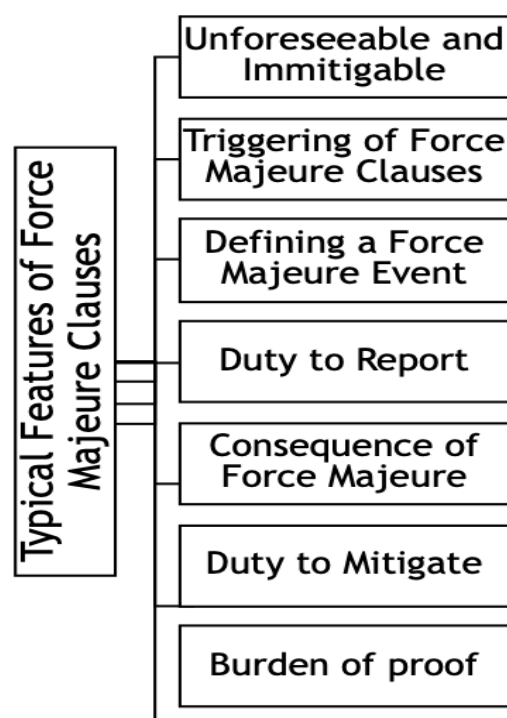 Typical Features of Force
Majeure Clauses
Unforeseeable and
Immitigable
Triggering of Force
Majeure Clauses
Defining a Force
Majeure Event
Duty to Report
Consequence of
Force Majeure
Duty to Mitigate
Burden of proof